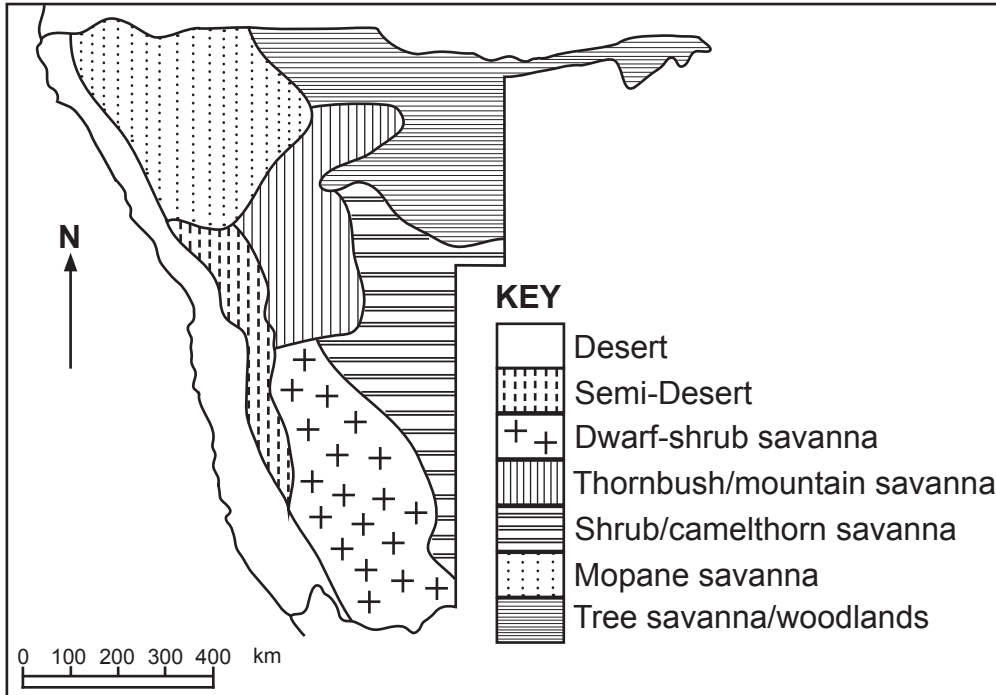 N
KEY
Desert
Semi-Desert
Dwarf-shrub savanna
Thornbush/mountain savanna
Shrub/camelthorn savanna
Mopane savanna
Tree savanna/woodlands
0 100 200 300 400 km